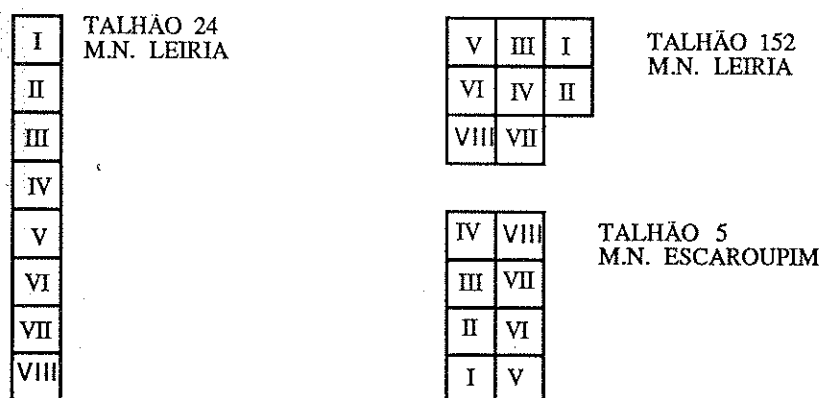 TALHÃO 24
M.N. LEIRIA
I
II
III
IV
V
VI
VII
VIII
V III I
VI IV II
VIII VII
TALHÃO 152
M.N. LEIRIA
IV VIII
III VII
II VI
I V
TALHÃO 5
M.N. ESCAROUPIM